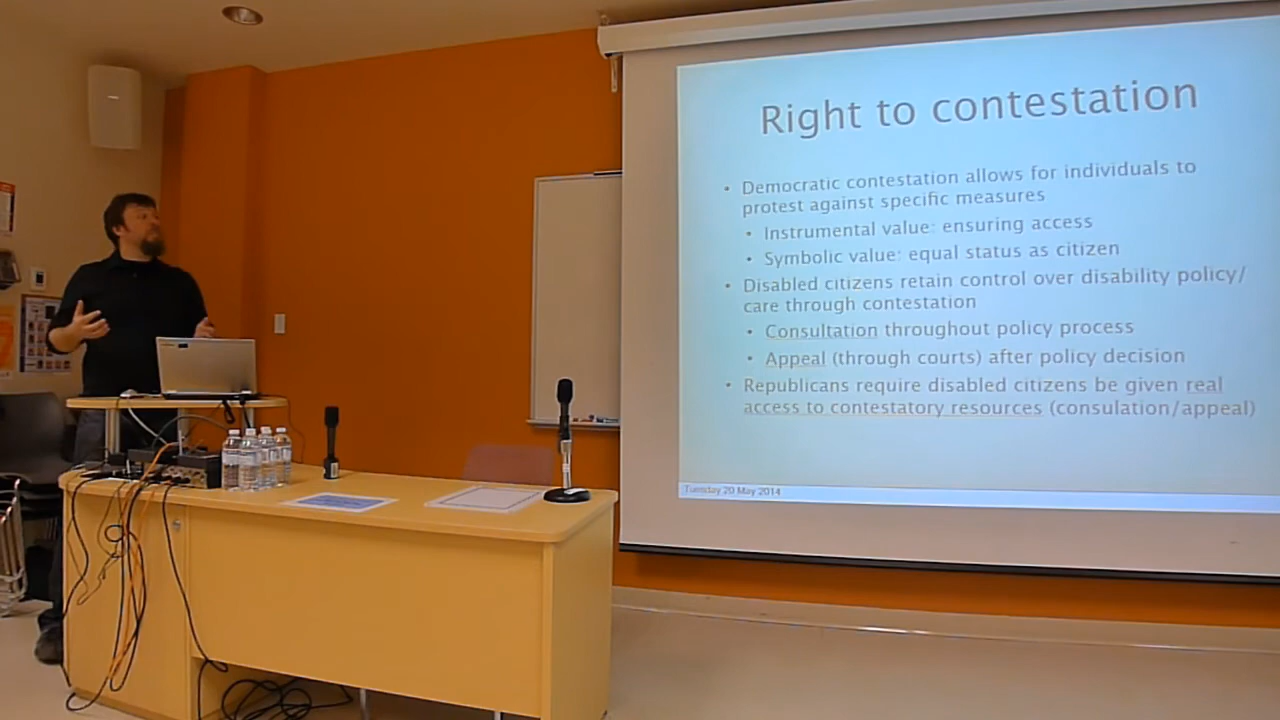 Right to contestation
• Democratic contestation allows for individuals to
protest against specific measures
• Instrumental value: ensuring access
• Symbolic value: equal status as citizen
• Disabled citizens retain control over disability policy/
care through contestation
• Consultation throughout policy process
• Appeal (through courts) after policy decision
• Republicans require disabled citizens be given real
access to contestatory resources (consulation/appeal)
Tuesday 20 May 2014